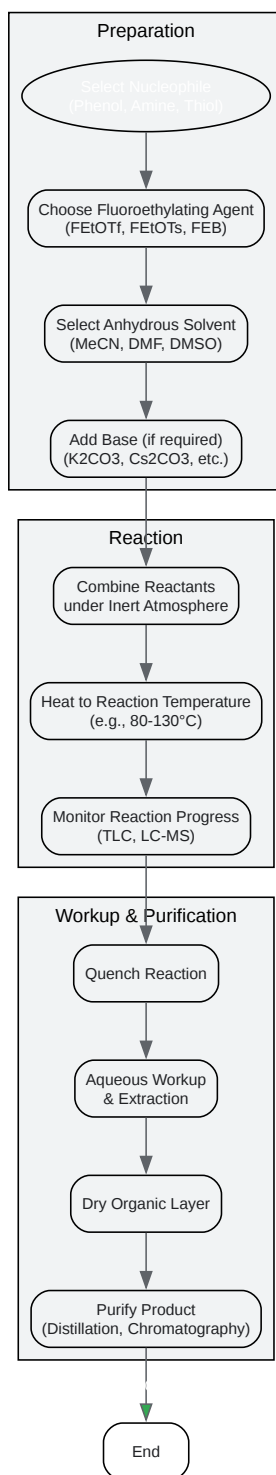 Preparation
Select Nucleophile
(Phenol, Amine, Thiol)
Choose Fluoroethylating Agent
(FEtOTf, FEtOTs, FEB)
Select Anhydrous Solvent
(MeCN, DMF, DMSO)
Add Base (if required)
(K2CO3, Cs2CO3, etc.)
Reaction
Combine Reactants
under Inert Atmosphere
Heat to Reaction Temperature
(e.g., 80-130°C)
Monitor Reaction Progress
(TLC, LC-MS)
Workup & Purification
Quench Reaction
Aqueous Workup
& Extraction
Dry Organic Layer
Purify Product
(Distillation, Chromatography)
End